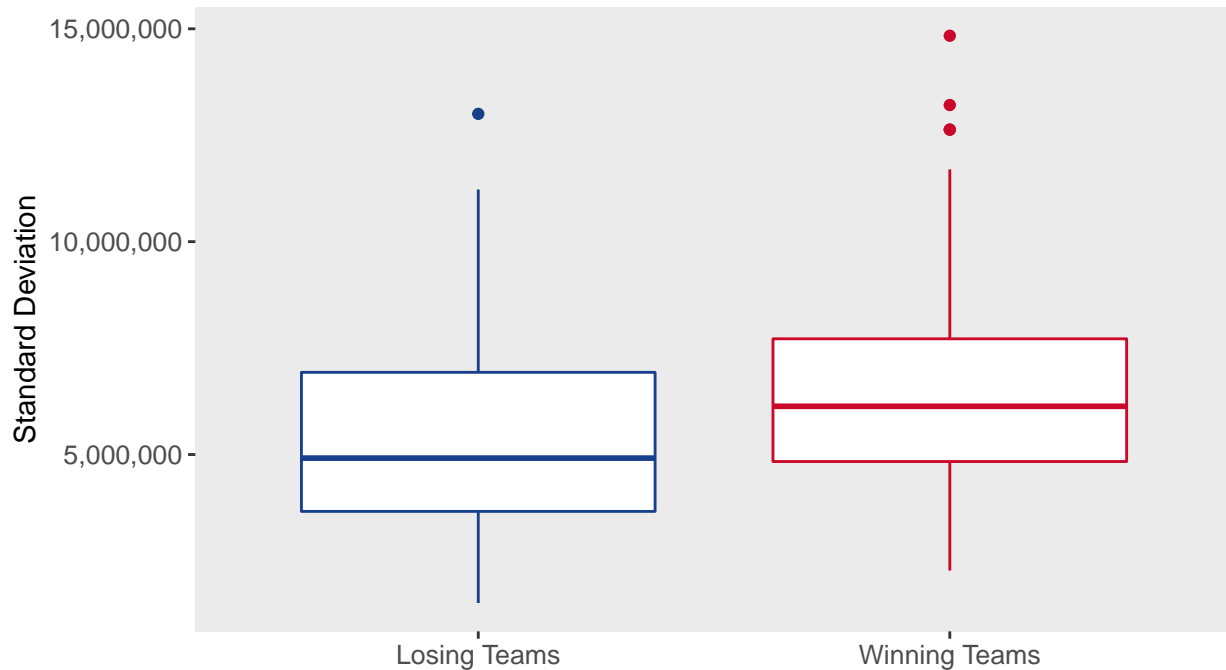 15,000,000
10,000,000
5,000,000
Standard Deviation
Losing Teams
Winning Teams